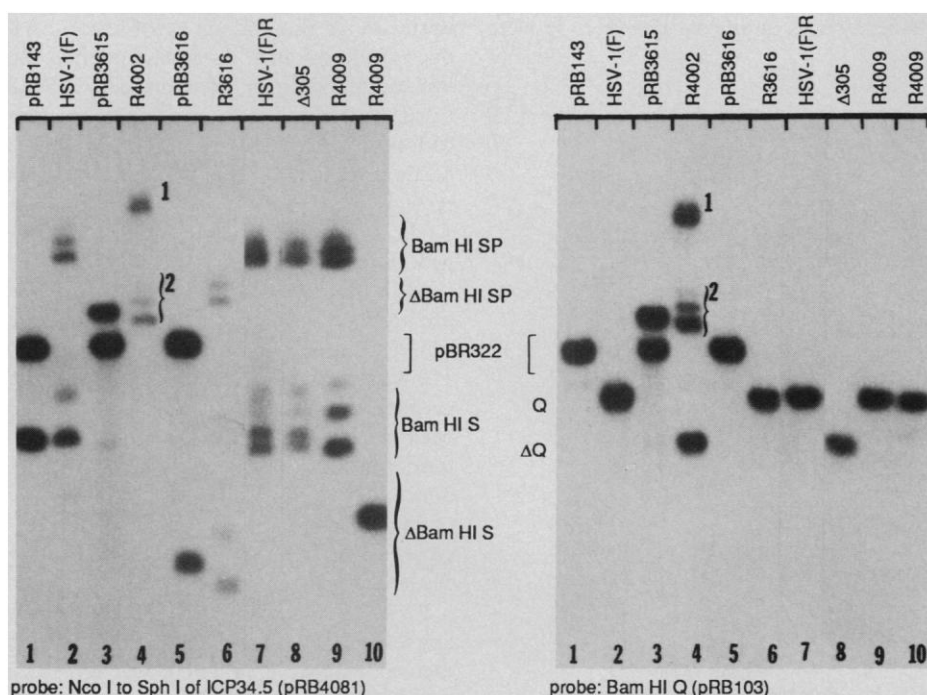 pRB143
HSV-1(F)
pRB3615
R4002
pRB3616
R3616
HSV-1(F)R
Δ305
R4009
R4009
pRB143
HSV-1(F)
pRB3615
R4002
pRB3616
R3616
HSV-1(F)R
Δ305
R4009
R4009
1
2
Bam HI SP
ΔBam HI SP
pBR322
Bam HI S
ΔBam HI S
Q
ΔQ
1
2
1 2 3 4 5 6 7 8 9 10
1 2 3 4 5 6 7 8 9 10
probe: Nco I to Sph I of ICP34.5 (pRB4081)
probe: Bam HI Q (pRB103)